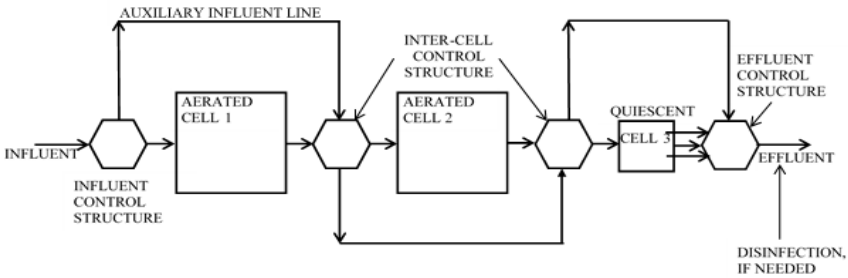 AUXILIARY INFLUENT LINE
INTER-CELL
CONTROL
STRUCTURE
EFFLUENT
CONTROL
STRUCTURE
AERATED
CELL 1
AERATED
CELL 2
QUIESCENT
CELL 3
INFLUENT
EFFLUENT
INFLUENT
CONTROL
STRUCTURE
DISINFECTION,
IF NEEDED